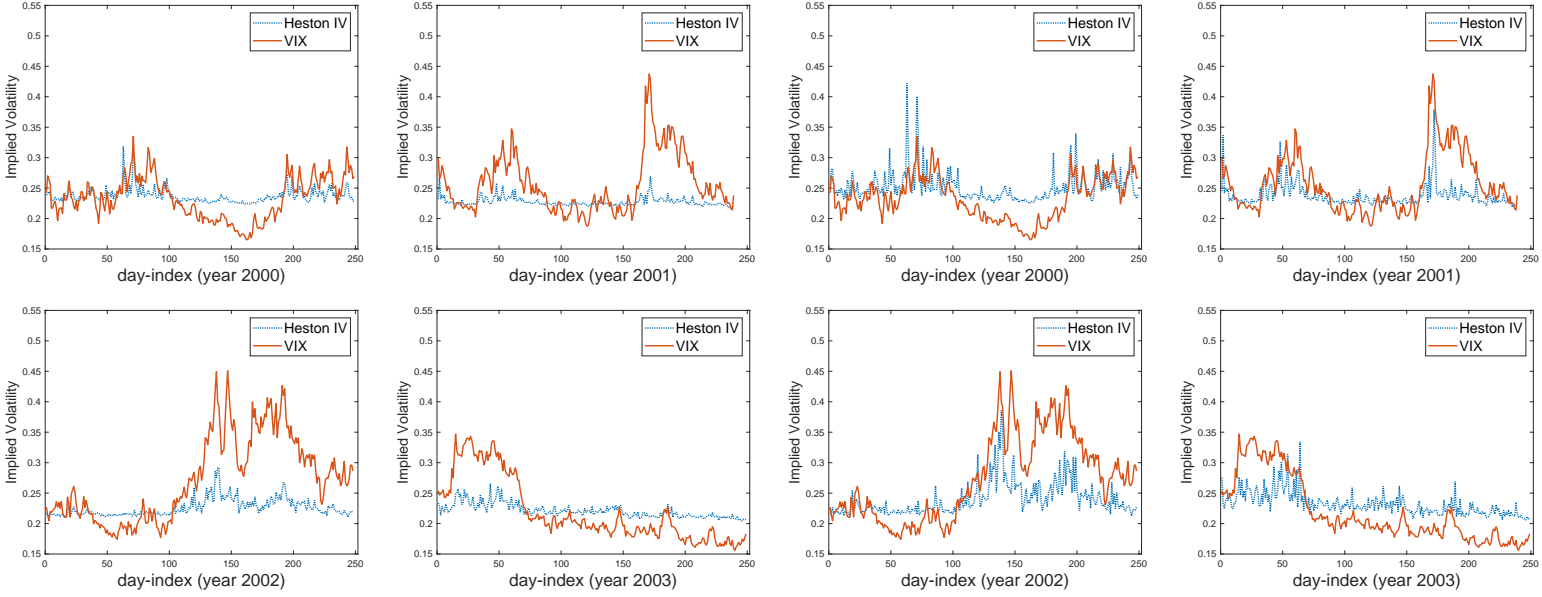 0.55
0.5
0.45
0.4
0.35
0.3
0.25
0.2
0.15
Implied Volatility
Heston IV
VIX
0 50 100 150 200 250
day-index (year 2000)
0.55
0.5
0.45
0.4
0.35
0.3
0.25
0.2
0.15
Implied Volatility
Heston IV
VIX
0 50 100 150 200 250
day-index (year 2001)
0.55
0.5
0.45
0.4
0.35
0.3
0.25
0.2
0.15
Implied Volatility
Heston IV
VIX
0 50 100 150 200 250
day-index (year 2000)
0.55
0.5
0.45
0.4
0.35
0.3
0.25
0.2
0.15
Implied Volatility
Heston IV
VIX
0 50 100 150 200 250
day-index (year 2001)
0.55
0.5
0.45
0.4
0.35
0.3
0.25
0.2
0.15
Implied Volatility
Heston IV
VIX
0 50 100 150 200 250
day-index (year 2002)
0.55
0.5
0.45
0.4
0.35
0.3
0.25
0.2
0.15
Implied Volatility
Heston IV
VIX
0 50 100 150 200 250
day-index (year 2003)
0.55
0.5
0.45
0.4
0.35
0.3
0.25
0.2
0.15
Implied Volatility
Heston IV
VIX
0 50 100 150 200 250
day-index (year 2002)
0.55
0.5
0.45
0.4
0.35
0.3
0.25
0.2
0.15
Implied Volatility
Heston IV
VIX
0 50 100 150 200 250
day-index (year 2003)